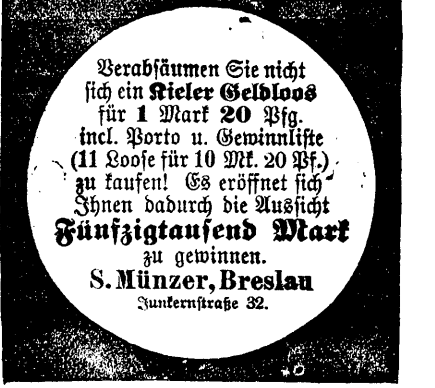 Verabsäumen Sie nicht
sich ein Kieler Geldloos
für 1 Mark 20 Pfg.
incl. Porto u. Gewinnliste
(11 Loose für 10 Mk. 20 Pf.)
zu kaufen! Es eröffnet sich
Ihnen dadurch die Aussicht
Fünfzigtausend Mark
zu gewinnen.
S. Münzer, Breslau
Junkernstraße 32.